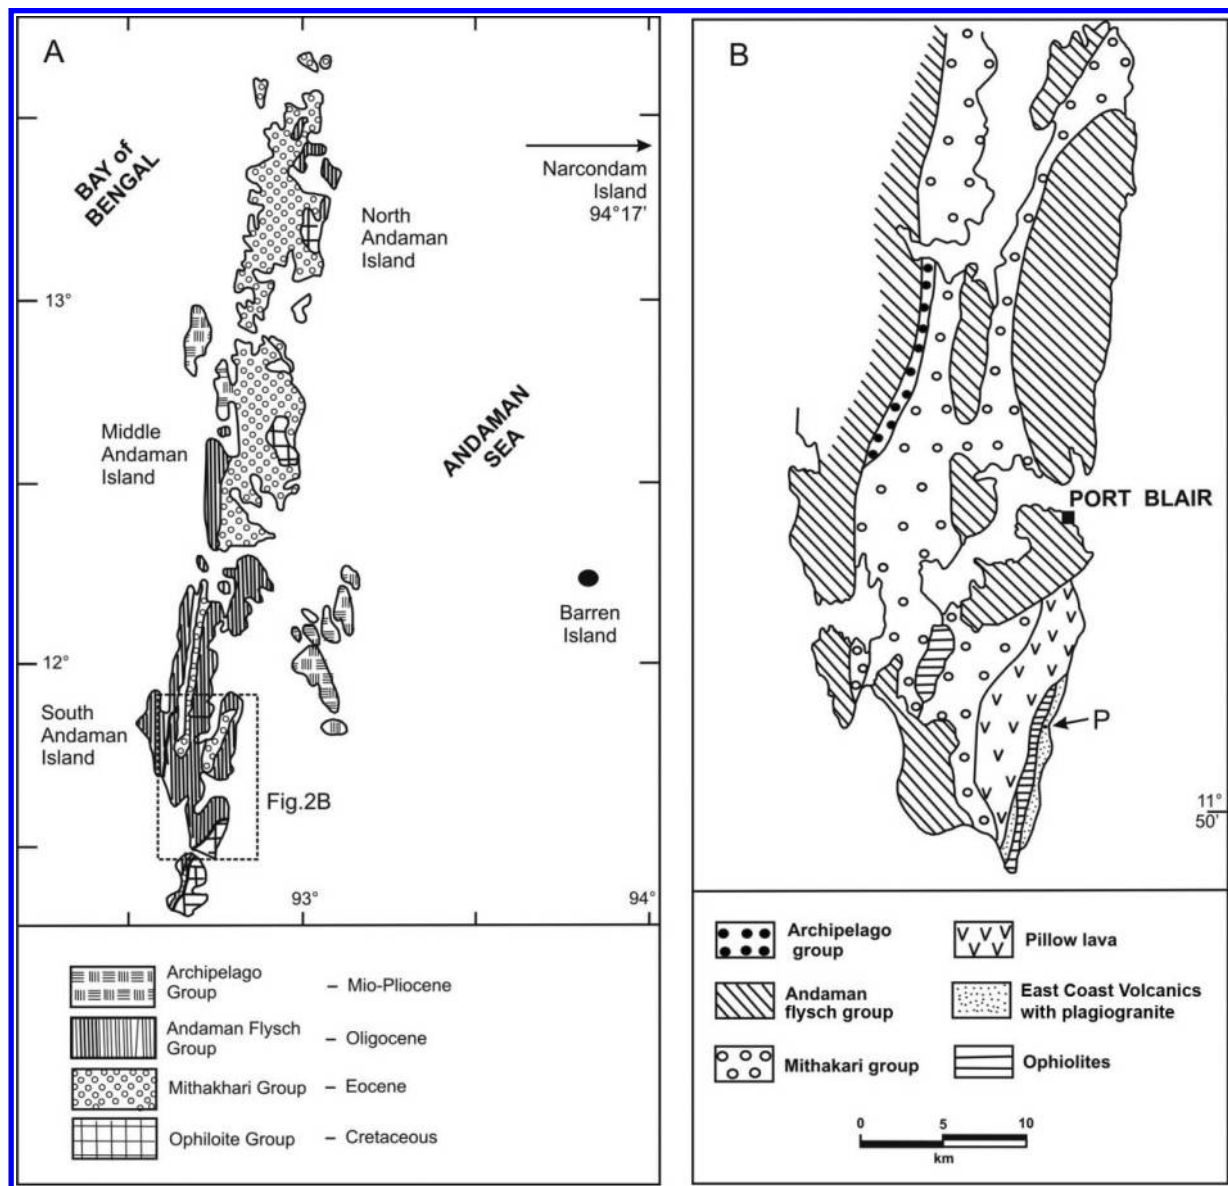 A
BAY of
BENGAL
Narcondam
Island
94°17'
North
Andaman
Island
13°
Middle
Andaman
Island
ANDAMAN
SEA
Barren
Island
12°
South
Andaman
Island
Fig.2B
93°
94°
Archipelago
Group
– Mio-Pliocene
Andaman Flysch
Group
– Oligocene
Mithakhari Group
– Eocene
Ophiloite Group
– Cretaceous
B
PORT BLAIR
P
11°
50'
Archipelago
group
Andaman
flysch group
Mithakari group
Pillow lava
East Coast Volcanics
with plagiogranite
Ophiolites
0 5 10
km